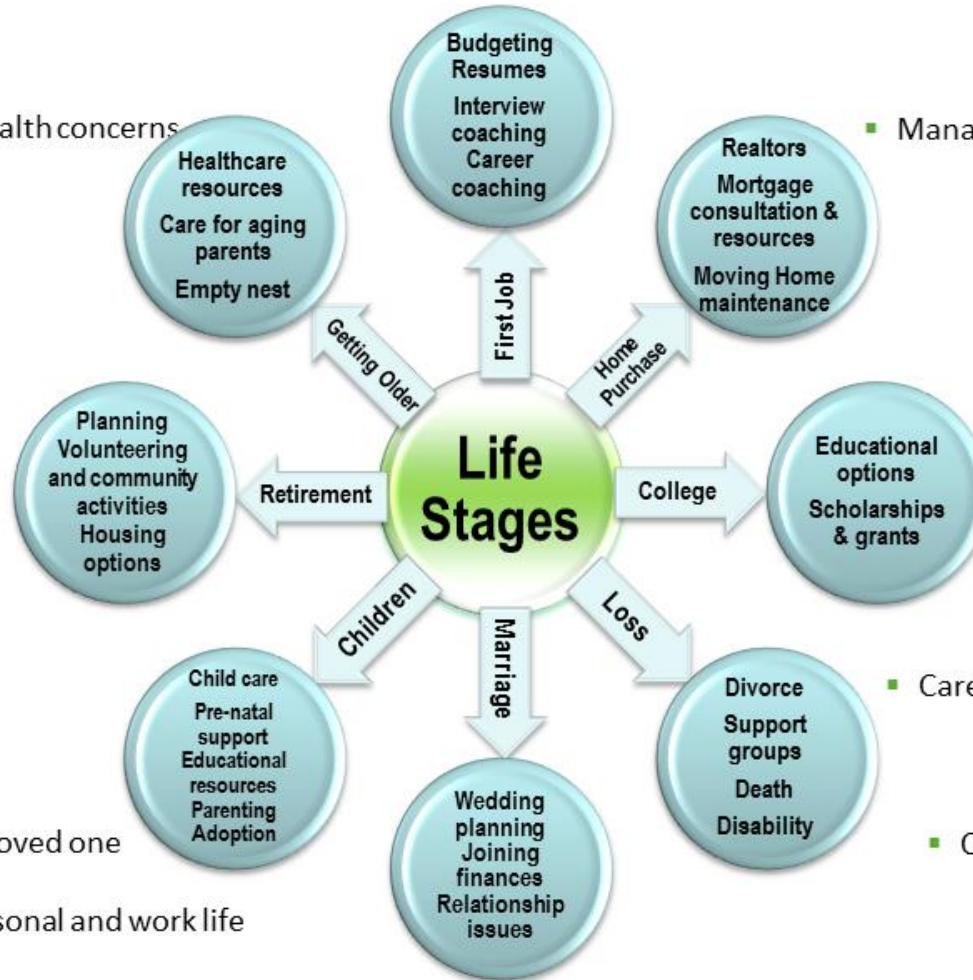 Budgeting
Resumes
Interview
coaching
Career
coaching
alth concerns
Healthcare
resources
Care for aging
parents
Empty nest
▪ Mana
Realtors
Mortgage
consultation &
resources
Moving Home
maintenance
Getting Older
First Job
Home
Purchase
Planning
Volunteering
and community
activities
Housing
options
Retirement
Life
Stages
College
Educational
options
Scholarships
& grants
Children
Marriage
Loss
Child care
Pre-natal
support
Educational
resources
Parenting
Adoption
Divorce
Support
groups
Death
Disability
▪ Care
Wedding
planning
Joining
finances
Relationship
issues
oved one
sonal and work life